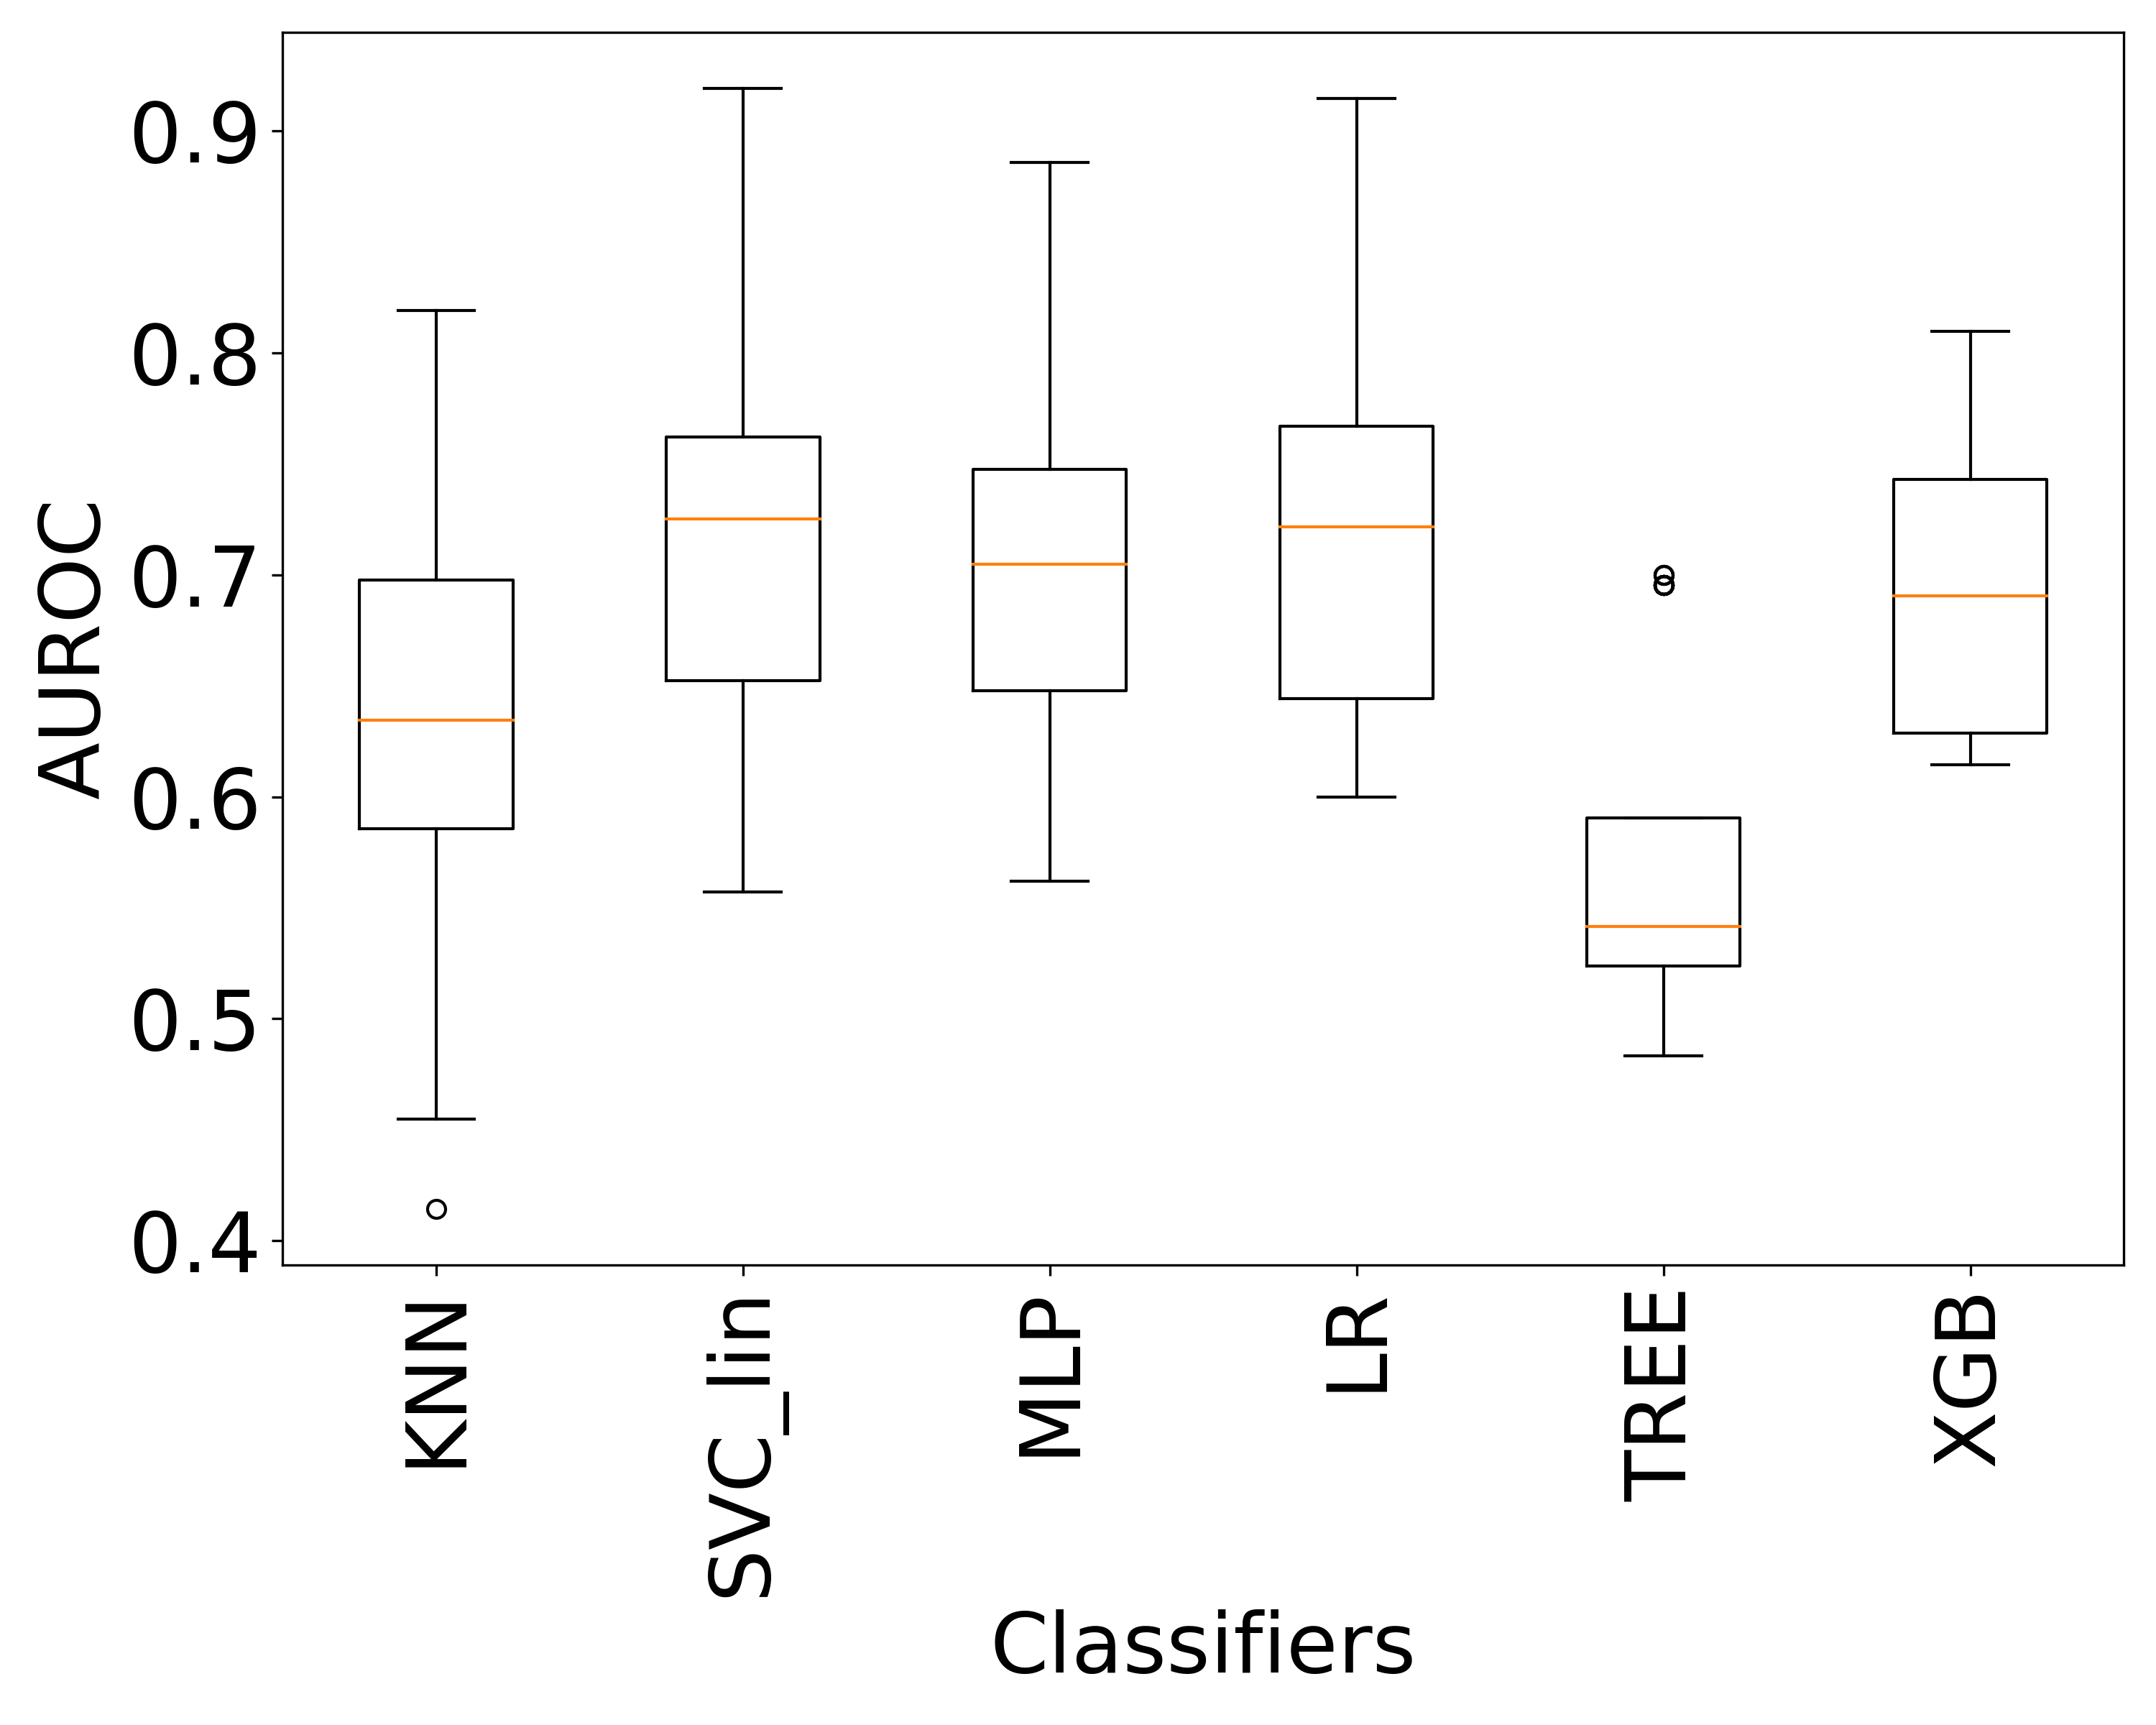 AUROC
0.9
0.8
0.7
0.6
0.5
0.4
KNN
SVC_lin
MLP
LR
TREE
XGB
Classifiers